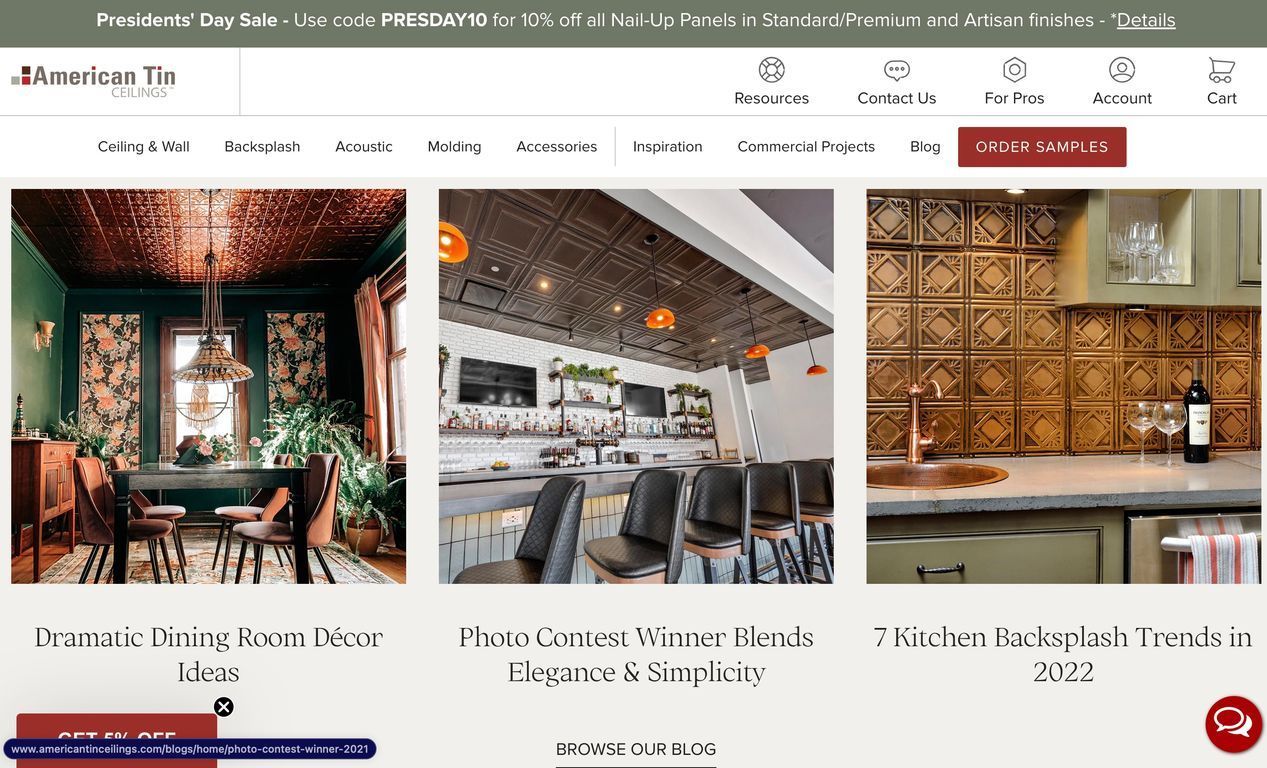 Presidents' Day Sale - Use code PRESDAY10 for 10% off all Nail-Up Panels in Standard/Premium and Artisan finishes - *Details
American Tin
CEILINGS™
Resources
Contact Us
For Pros
Account
Cart
Ceiling & Wall
Backsplash
Acoustic
Molding
Accessories
Inspiration
Commercial Projects
Blog
ORDER SAMPLES
Dramatic Dining Room Décor
Ideas
Photo Contest Winner Blends
Elegance & Simplicity
7 Kitchen Backsplash Trends in
2022
GET 5% OFF
www.americantinceilings.com/blogs/home/photo-contest-winner-2021
BROWSE OUR BLOG